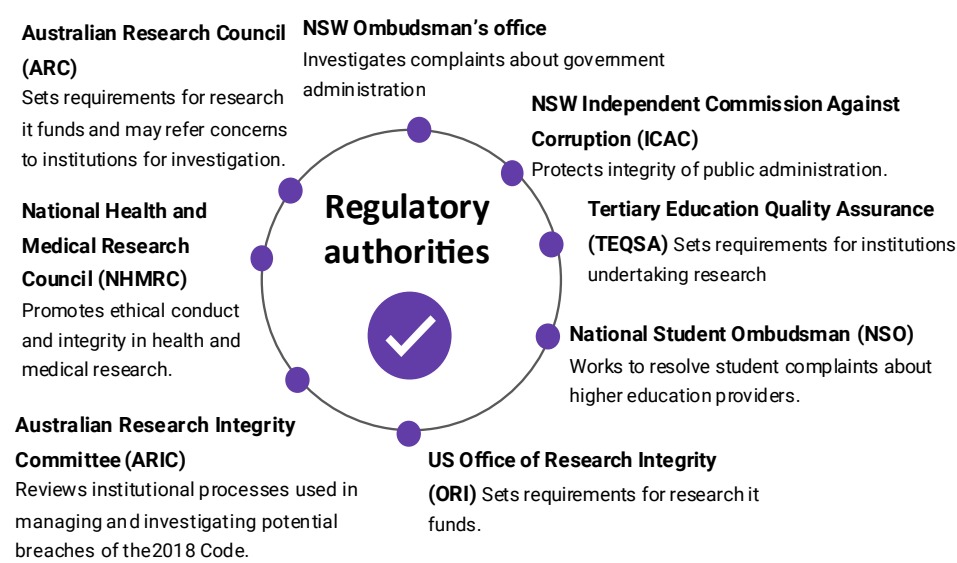 Australian Research Council
(ARC)
Sets requirements for research
it funds and may refer concerns
to institutions for investigation.
NSW Ombudsman’s office
Investigates complaints about government
administration
NSW Independent Commission Against
Corruption (ICAC)
Protects integrity of public administration.
Regulatory
authorities
National Health and
Medical Research
Council (NHMRC)
Promotes ethical conduct
and integrity in health and
medical research.
Tertiary Education Quality Assurance
(TEQSA) Sets requirements for institutions
undertaking research
National Student Ombudsman (NSO)
Works to resolve student complaints about
higher education providers.
Australian Research Integrity
Committee (ARIC)
Reviews institutional processes used in
managing and investigating potential
breaches of the2018 Code.
US Office of Research Integrity
(ORI) Sets requirements for research it
funds.